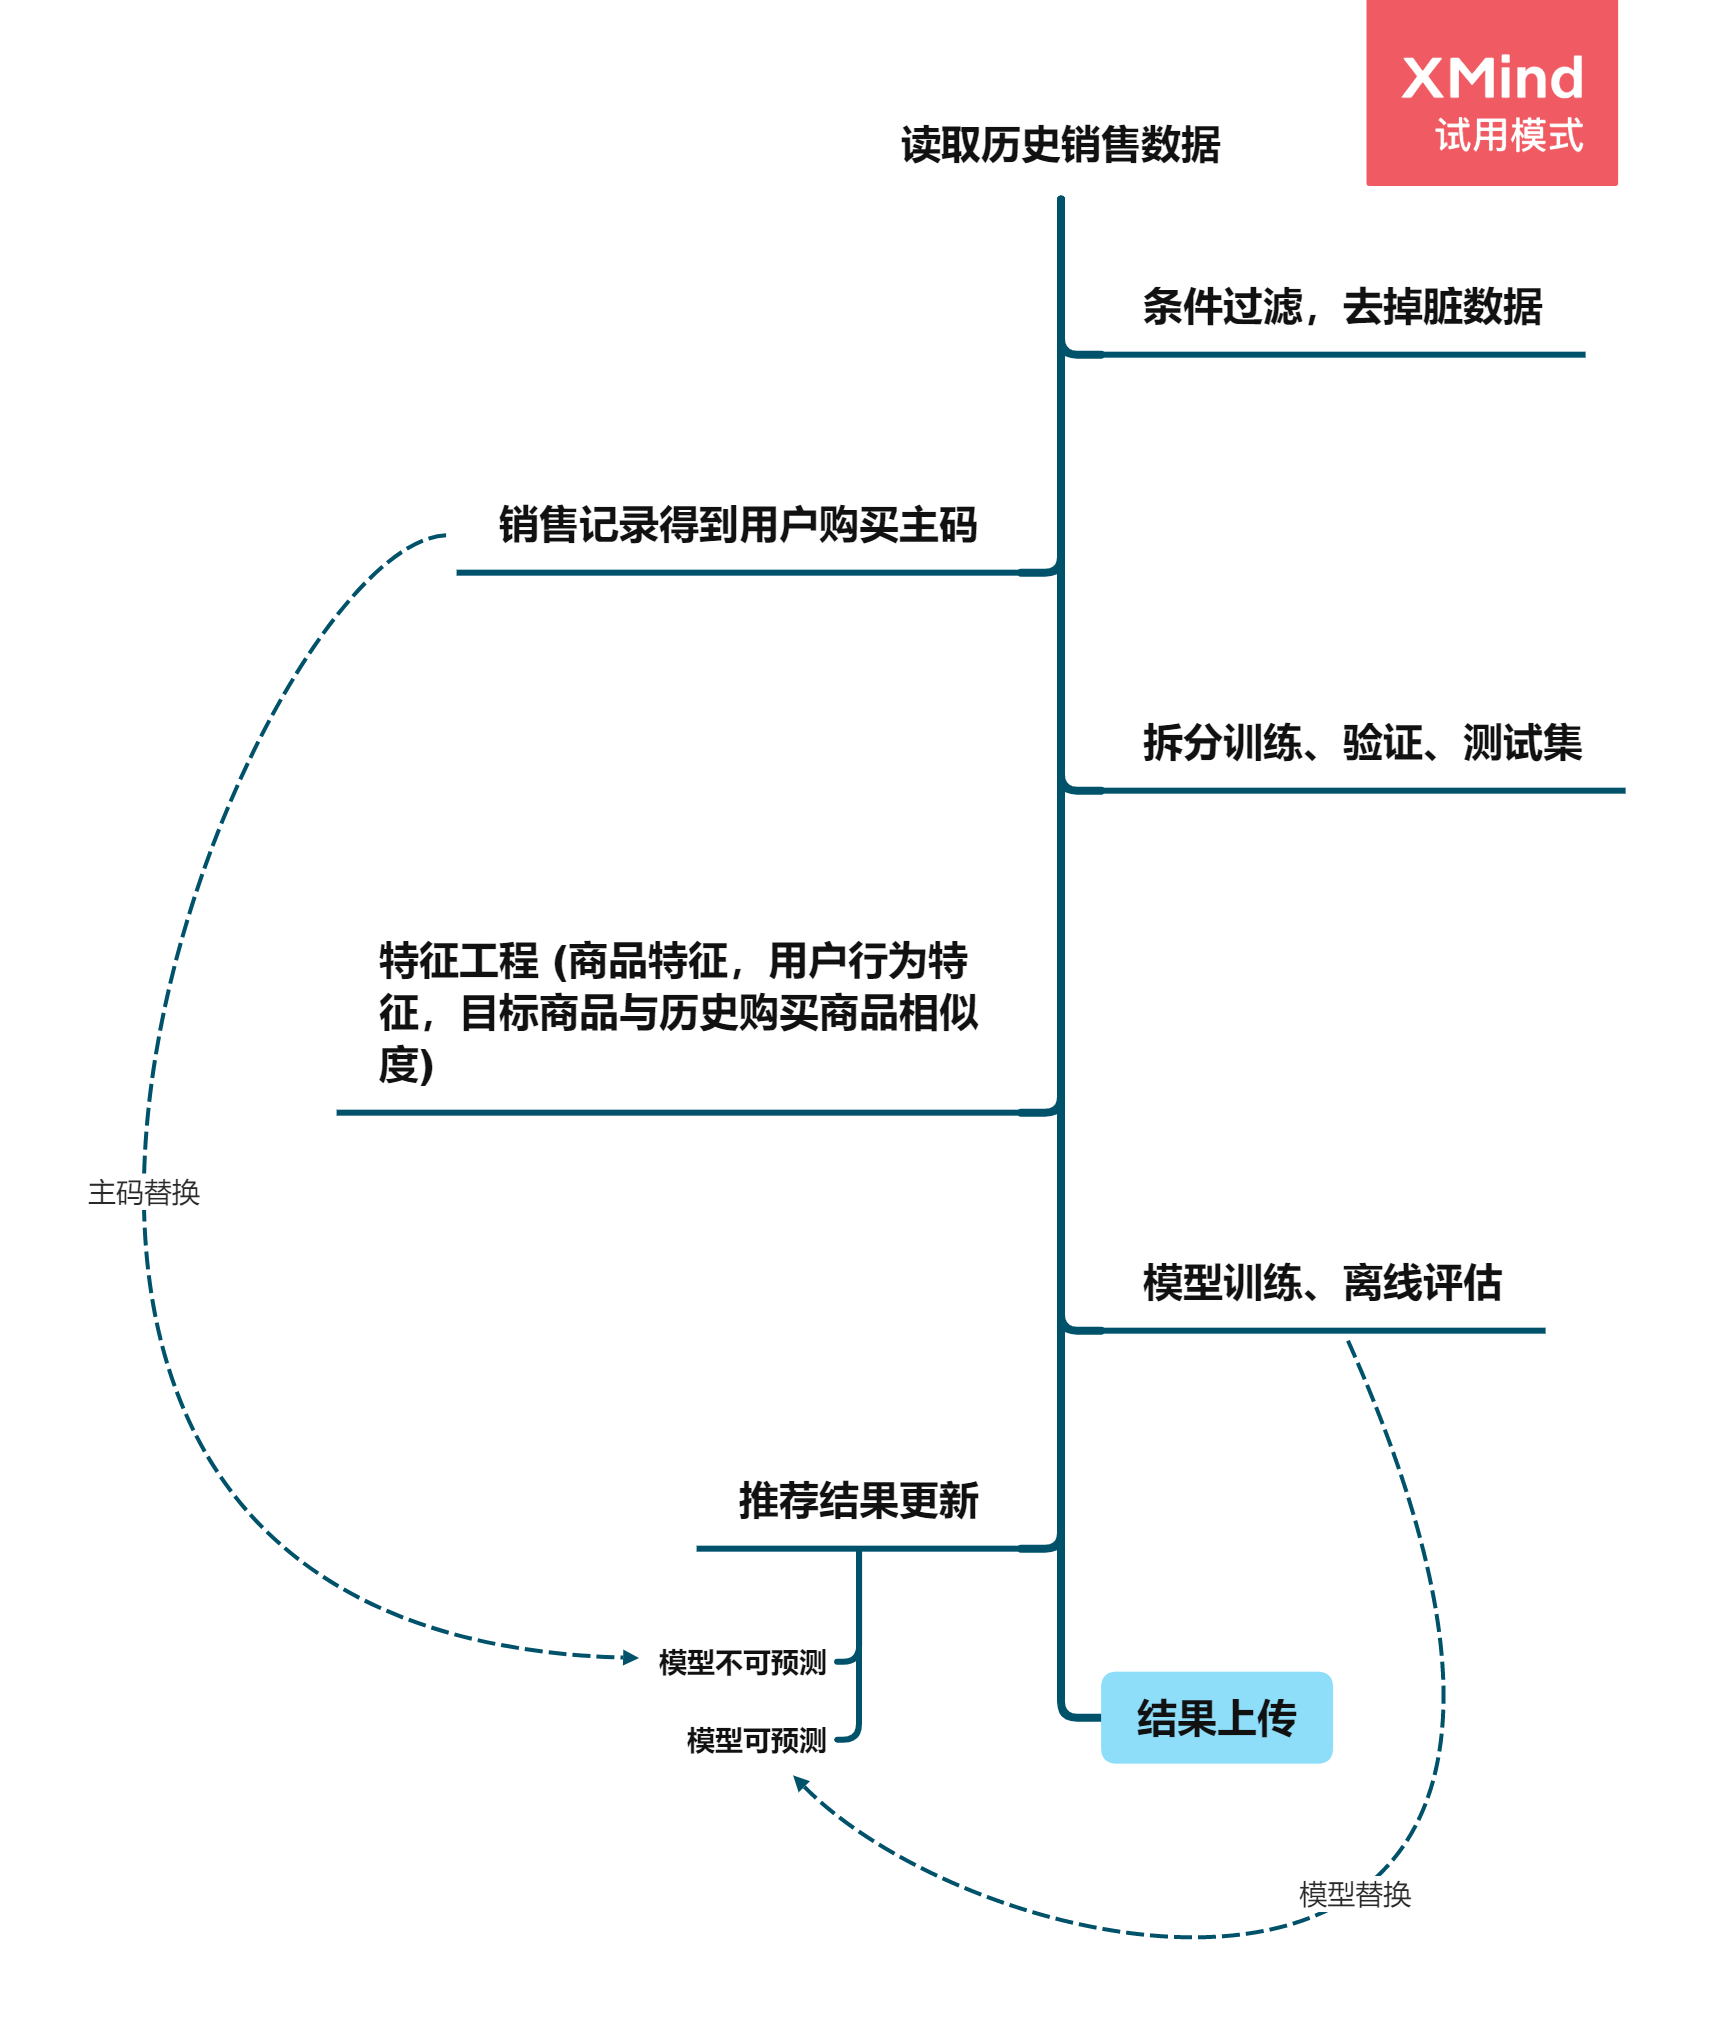 XMind
试用模式
读取历史销售数据
条件过滤，去掉脏数据
销售记录得到用户购买主码
拆分训练、验证、测试集
特征工程 (商品特征，用户行为特
征，目标商品与历史购买商品相似
度)
主码替换
模型训练、离线评估
推荐结果更新
模型不可预测
模型可预测
结果上传
模型替换